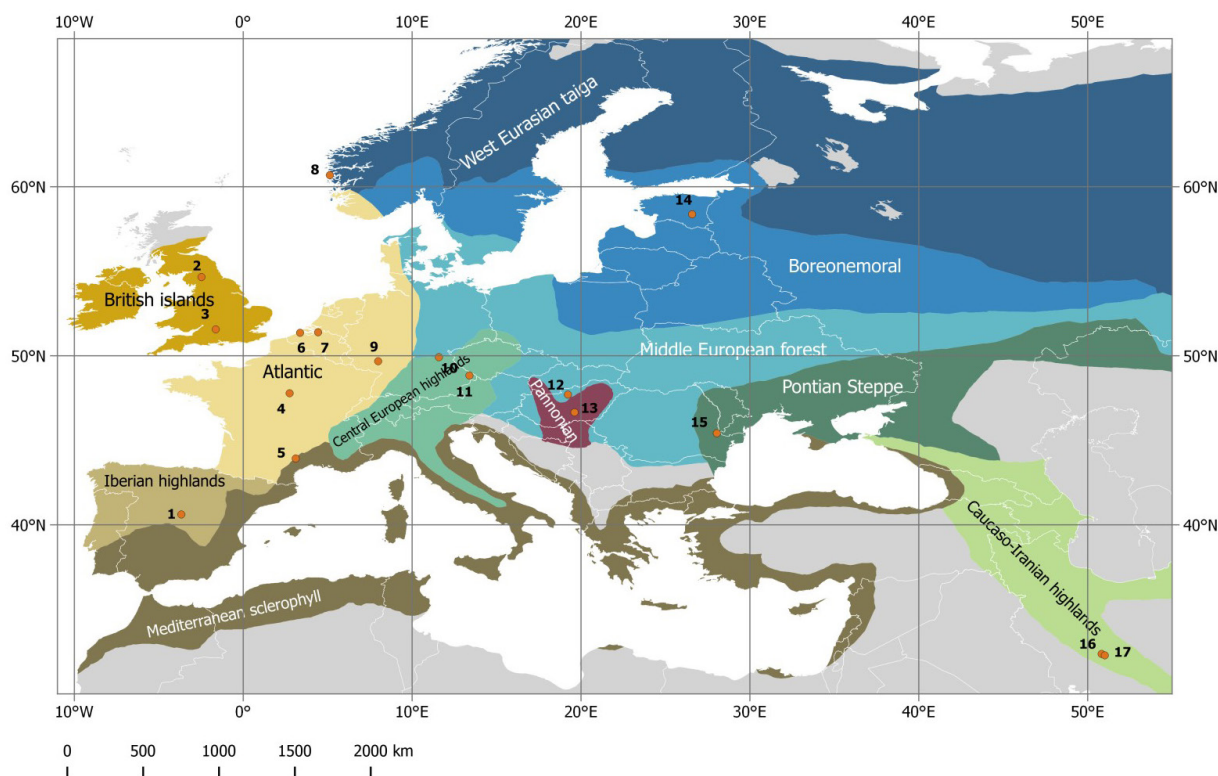 10°W 0° 10°E 20°E 30°E 40°E 50°E
West Eurasian taiga
8
60°N 60°N
14
2
Boreonemoral
British islands
3
6 7 9
50°N 50°N
Middle European forest
Atlantic
10
Central European highlands
11
12
Pannonian
13
Pontian Steppe
4
15
5
Iberian highlands
1
40°N 40°N
Caucaso-Iranian highlands
Mediterranean sclerophyll
16 17
10°W 0° 10°E 20°E 30°E 40°E 50°E
0 500 1000 1500 2000 km